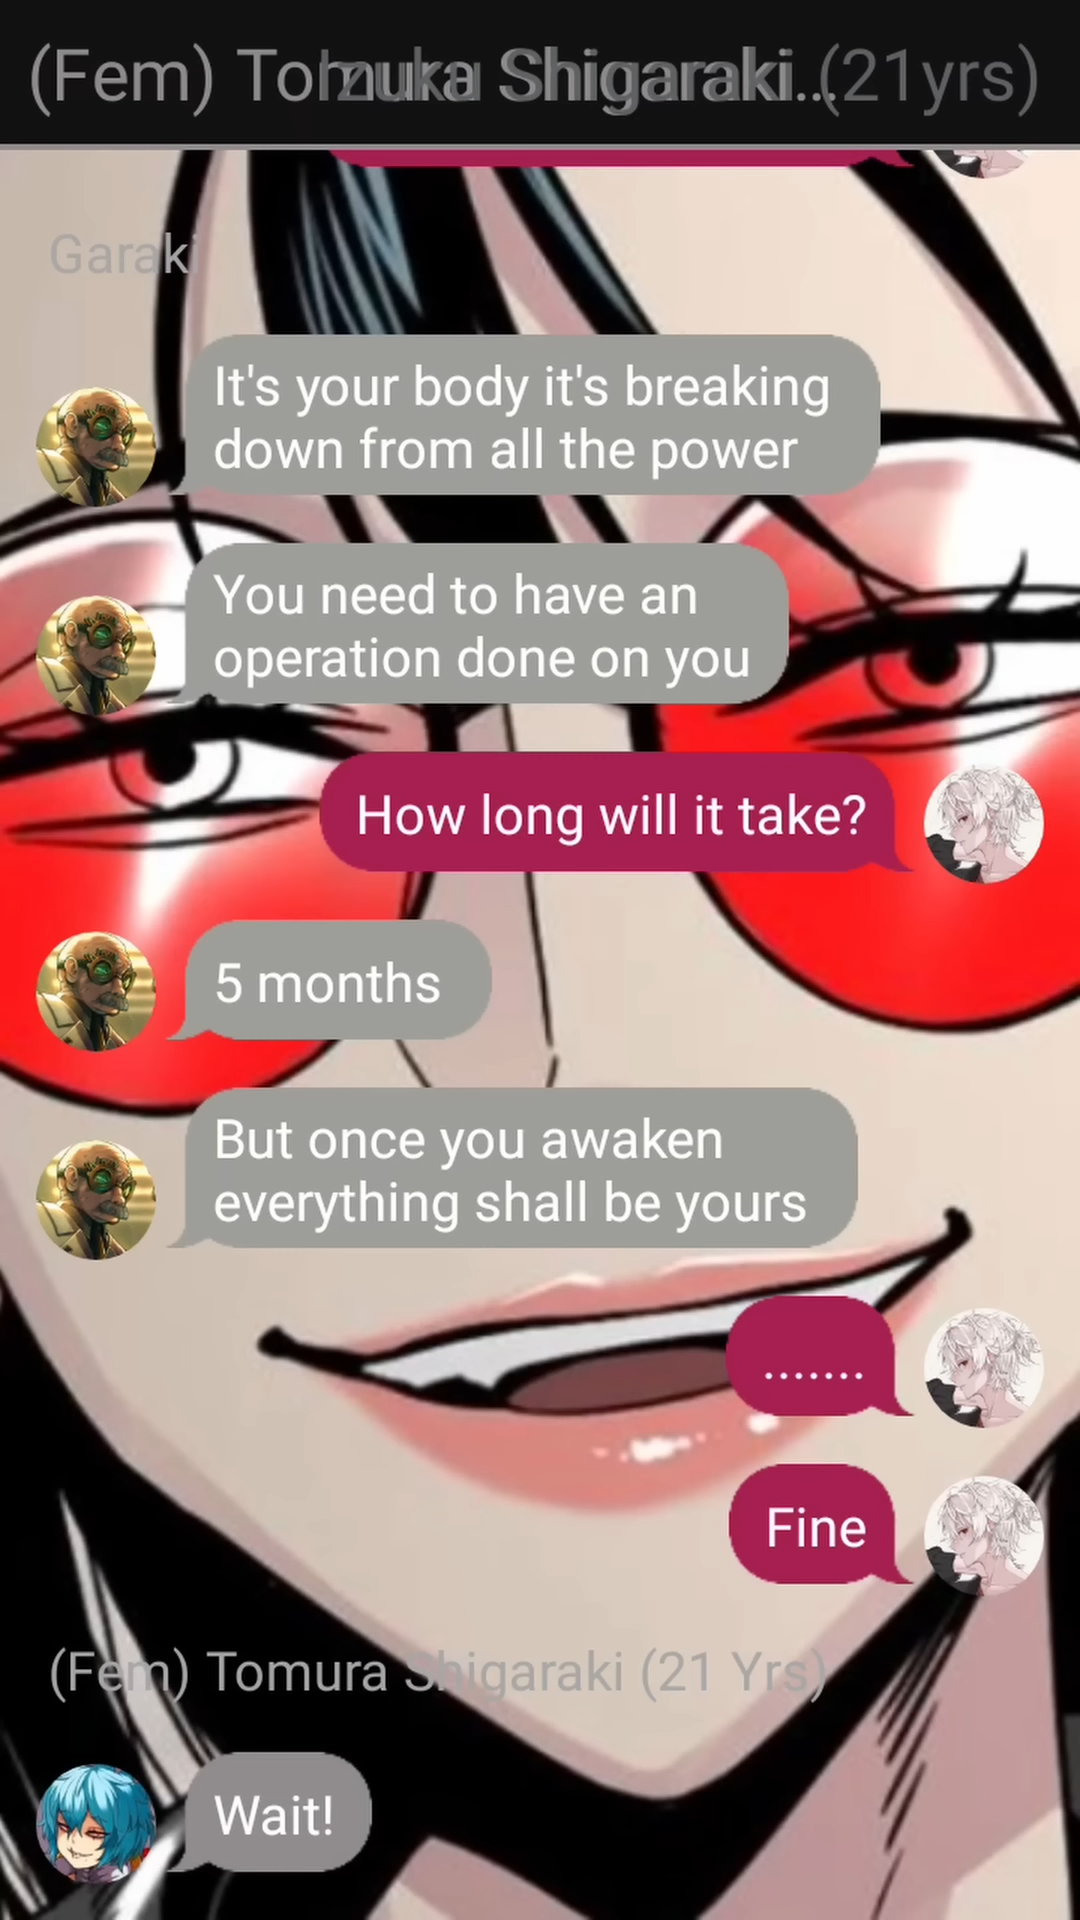 (Fem) Tomura Shigaraki...
Izuku Shigaraki (21yrs)
Garaki
It's your body it's breaking
down from all the power
You need to have an
operation done on you
How long will it take?
5 months
But once you awaken
everything shall be yours
.......
Fine
(Fem) Tomura Shigaraki (21 Yrs)
Wait!